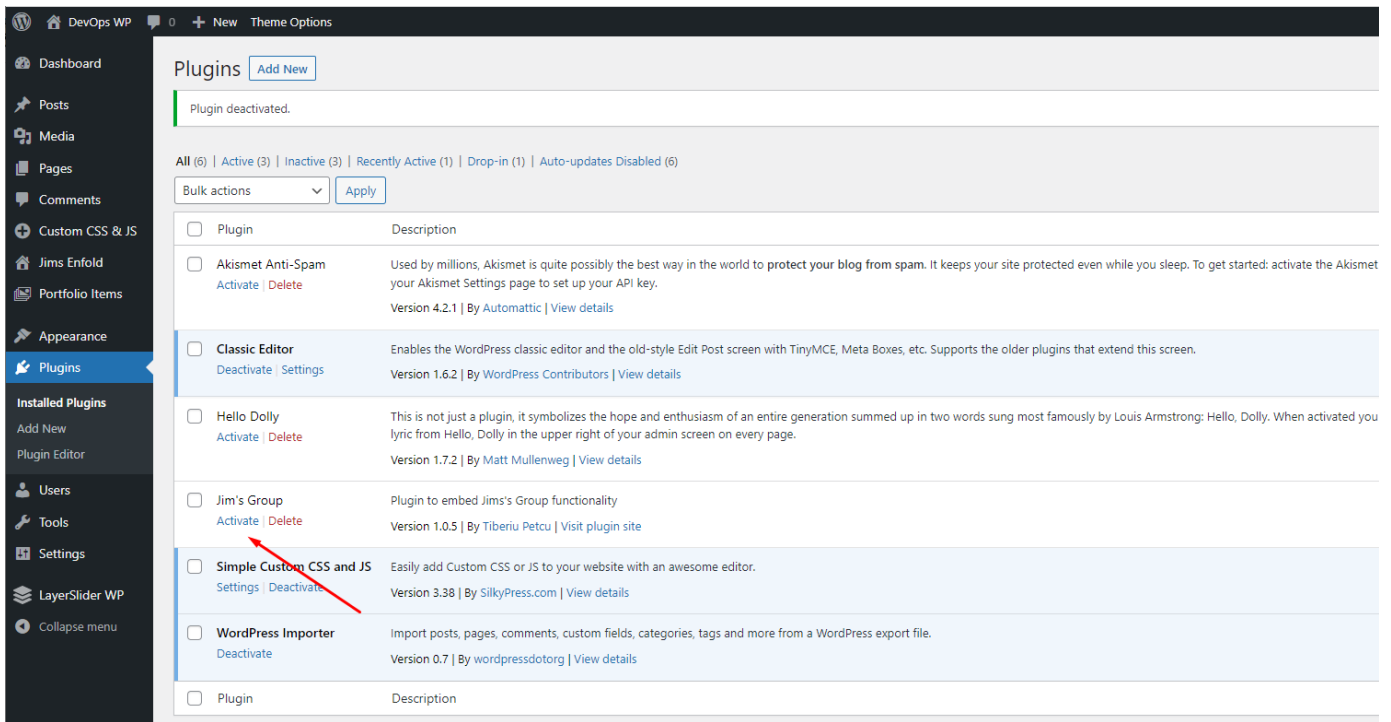 DevOps WP 0 New Theme Options
Dashboard
Posts
Media
Pages
Comments
Custom CSS & JS
Jims Enfold
Portfolio Items
Appearance
Plugins
Installed Plugins
Add New
Plugin Editor
Users
Tools
Settings
LayerSlider WP
Collapse menu
Plugins Add New
Plugin deactivated.
All (6) | Active (3) | Inactive (3) | Recently Active (1) | Drop-in (1) | Auto-updates Disabled (6)
Bulk actions Apply
Plugin Description
Akismet Anti-Spam Used by millions, Akismet is quite possibly the best way in the world to protect your blog from spam. It keeps your site protected even while you sleep. To get started: activate the Akismet
Activate | Delete your Akismet Settings page to set up your API key.
Version 4.2.1 | By Automattic | View details
Classic Editor Enables the WordPress classic editor and the old-style Edit Post screen with TinyMCE, Meta Boxes, etc. Supports the older plugins that extend this screen.
Deactivate | Settings Version 1.6.2 | By WordPress Contributors | View details
Hello Dolly This is not just a plugin, it symbolizes the hope and enthusiasm of an entire generation summed up in two words sung most famously by Louis Armstrong: Hello, Dolly. When activated you
Activate | Delete lyric from Hello, Dolly in the upper right of your admin screen on every page.
Version 1.7.2 | By Matt Mullenweg | View details
Jim's Group Plugin to embed Jims's Group functionality
Activate | Delete Version 1.0.5 | By Tiberiu Petcu | Visit plugin site
Simple Custom CSS and JS Easily add Custom CSS or JS to your website with an awesome editor.
Settings | Deactivate Version 3.38 | By SilkyPress.com | View details
WordPress Importer Import posts, pages, comments, custom fields, categories, tags and more from a WordPress export file.
Deactivate Version 0.7 | By wordpressdotorg | View details
Plugin Description